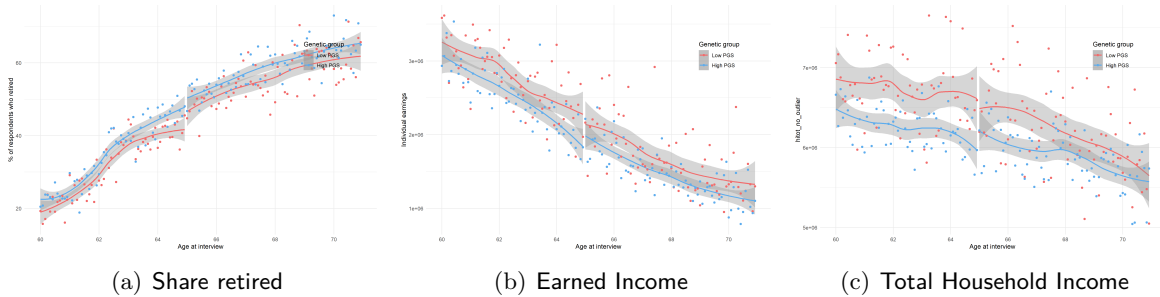 % of respondents who retired
60
40
20
60
62
64
66
68
70
Age at interview
Genetic group
Low PGS
High PGS
(a) Share retired
Individual earnings
3e+06
2e+06
1e+06
60
62
64
66
68
70
Age at interview
Genetic group
Low PGS
High PGS
(b) Earned Income
7e+06
6e+06
5e+06
60
62
64
66
68
70
Age at interview
Genetic group
Low PGS
High PGS
(c) Total Household Income